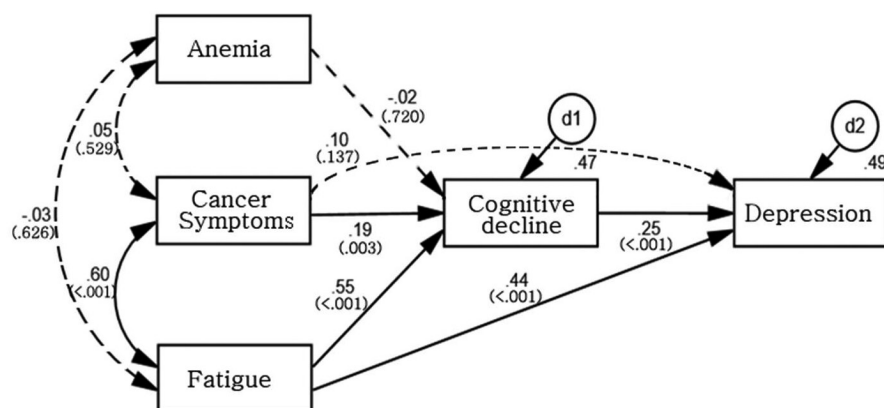 Anemia
-.02
(.720)
d1
d2
.05
(.529)
.10
(.137)
.47
.49
Cancer
Symptoms
Cognitive
decline
Depression
-.03
(.626)
.19
(.003)
.25
(<.001)
.60
(<.001)
.55
(<.001)
.44
(<.001)
Fatigue